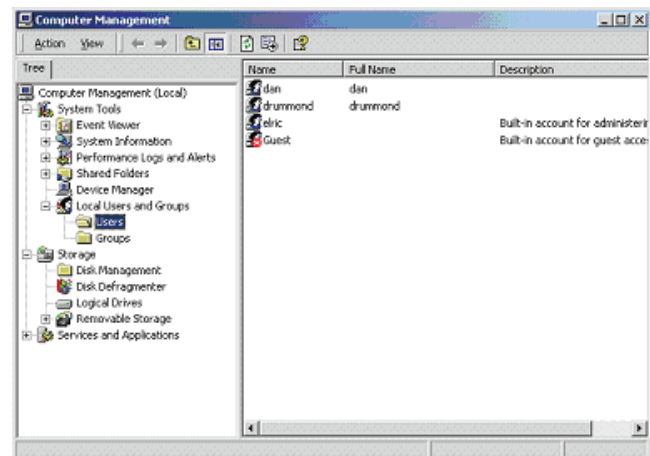 Computer Management
Action View
Tree
Name Full Name Description
Computer Management (Local)
System Tools
Event Viewer
System Information
Performance Logs and Alerts
Shared Folders
Device Manager
Local Users and Groups
Users
Groups
Storage
Disk Management
Disk Defragmenter
Logical Drives
Removable Storage
Services and Applications
dan dan
drummond drummond
elric Built-in account for administerin
Guest Built-in account for guest acce